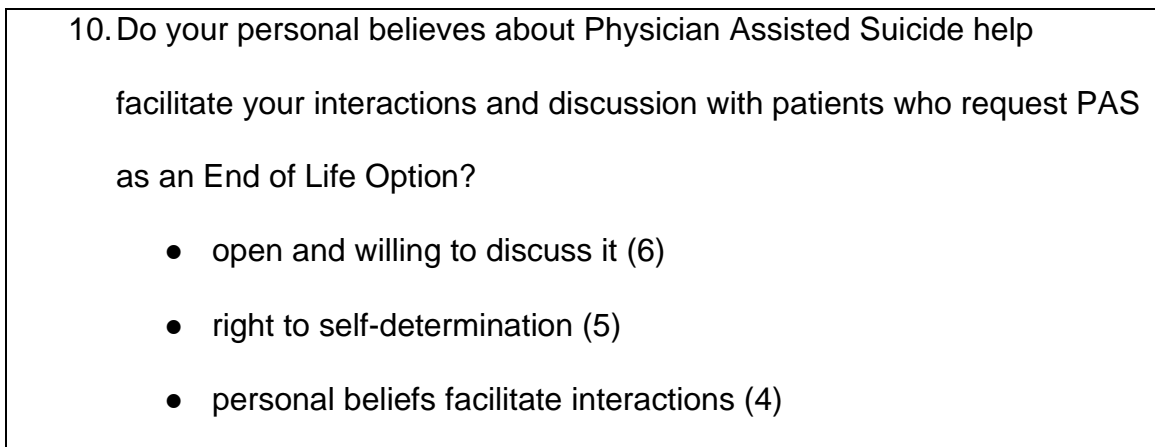 10. Do your personal believes about Physician Assisted Suicide help
facilitate your interactions and discussion with patients who request PAS
as an End of Life Option?
● open and willing to discuss it (6)
● right to self-determination (5)
● personal beliefs facilitate interactions (4)